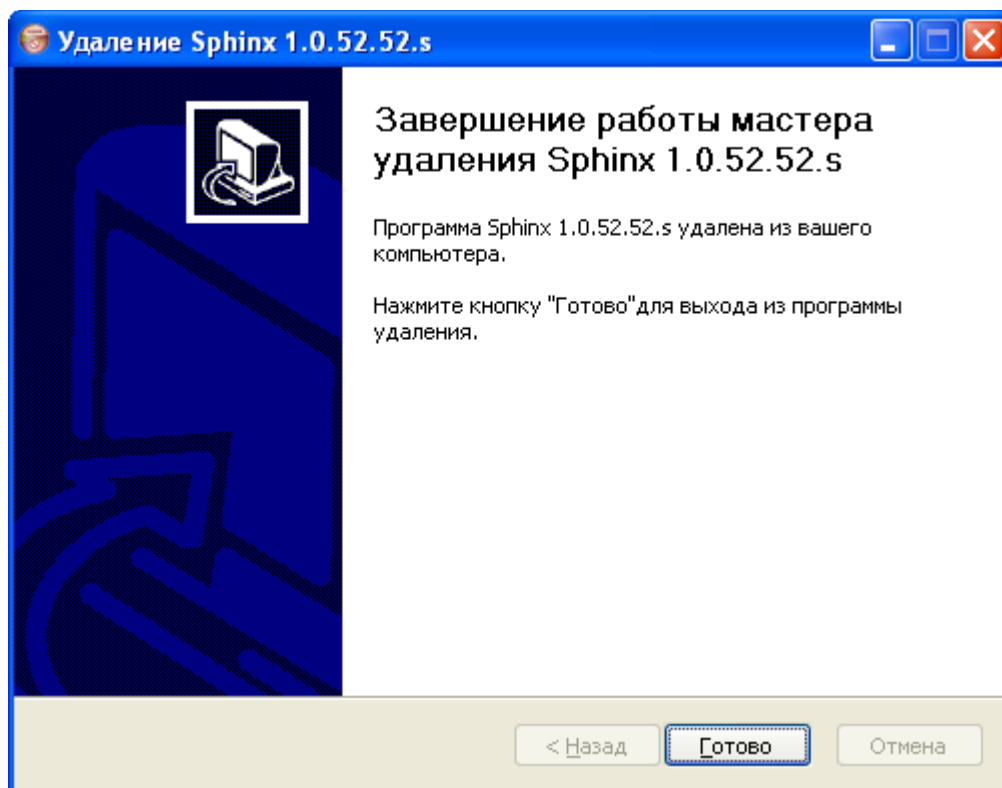 Удаление Sphinx 1.0.52.52.s
Завершение работы мастера
удаления Sphinx 1.0.52.52.s
Программа Sphinx 1.0.52.52.s удалена из вашего
компьютера.
Нажмите кнопку "Готово"для выхода из программы
удаления.
< Назад
Готово
Отмена